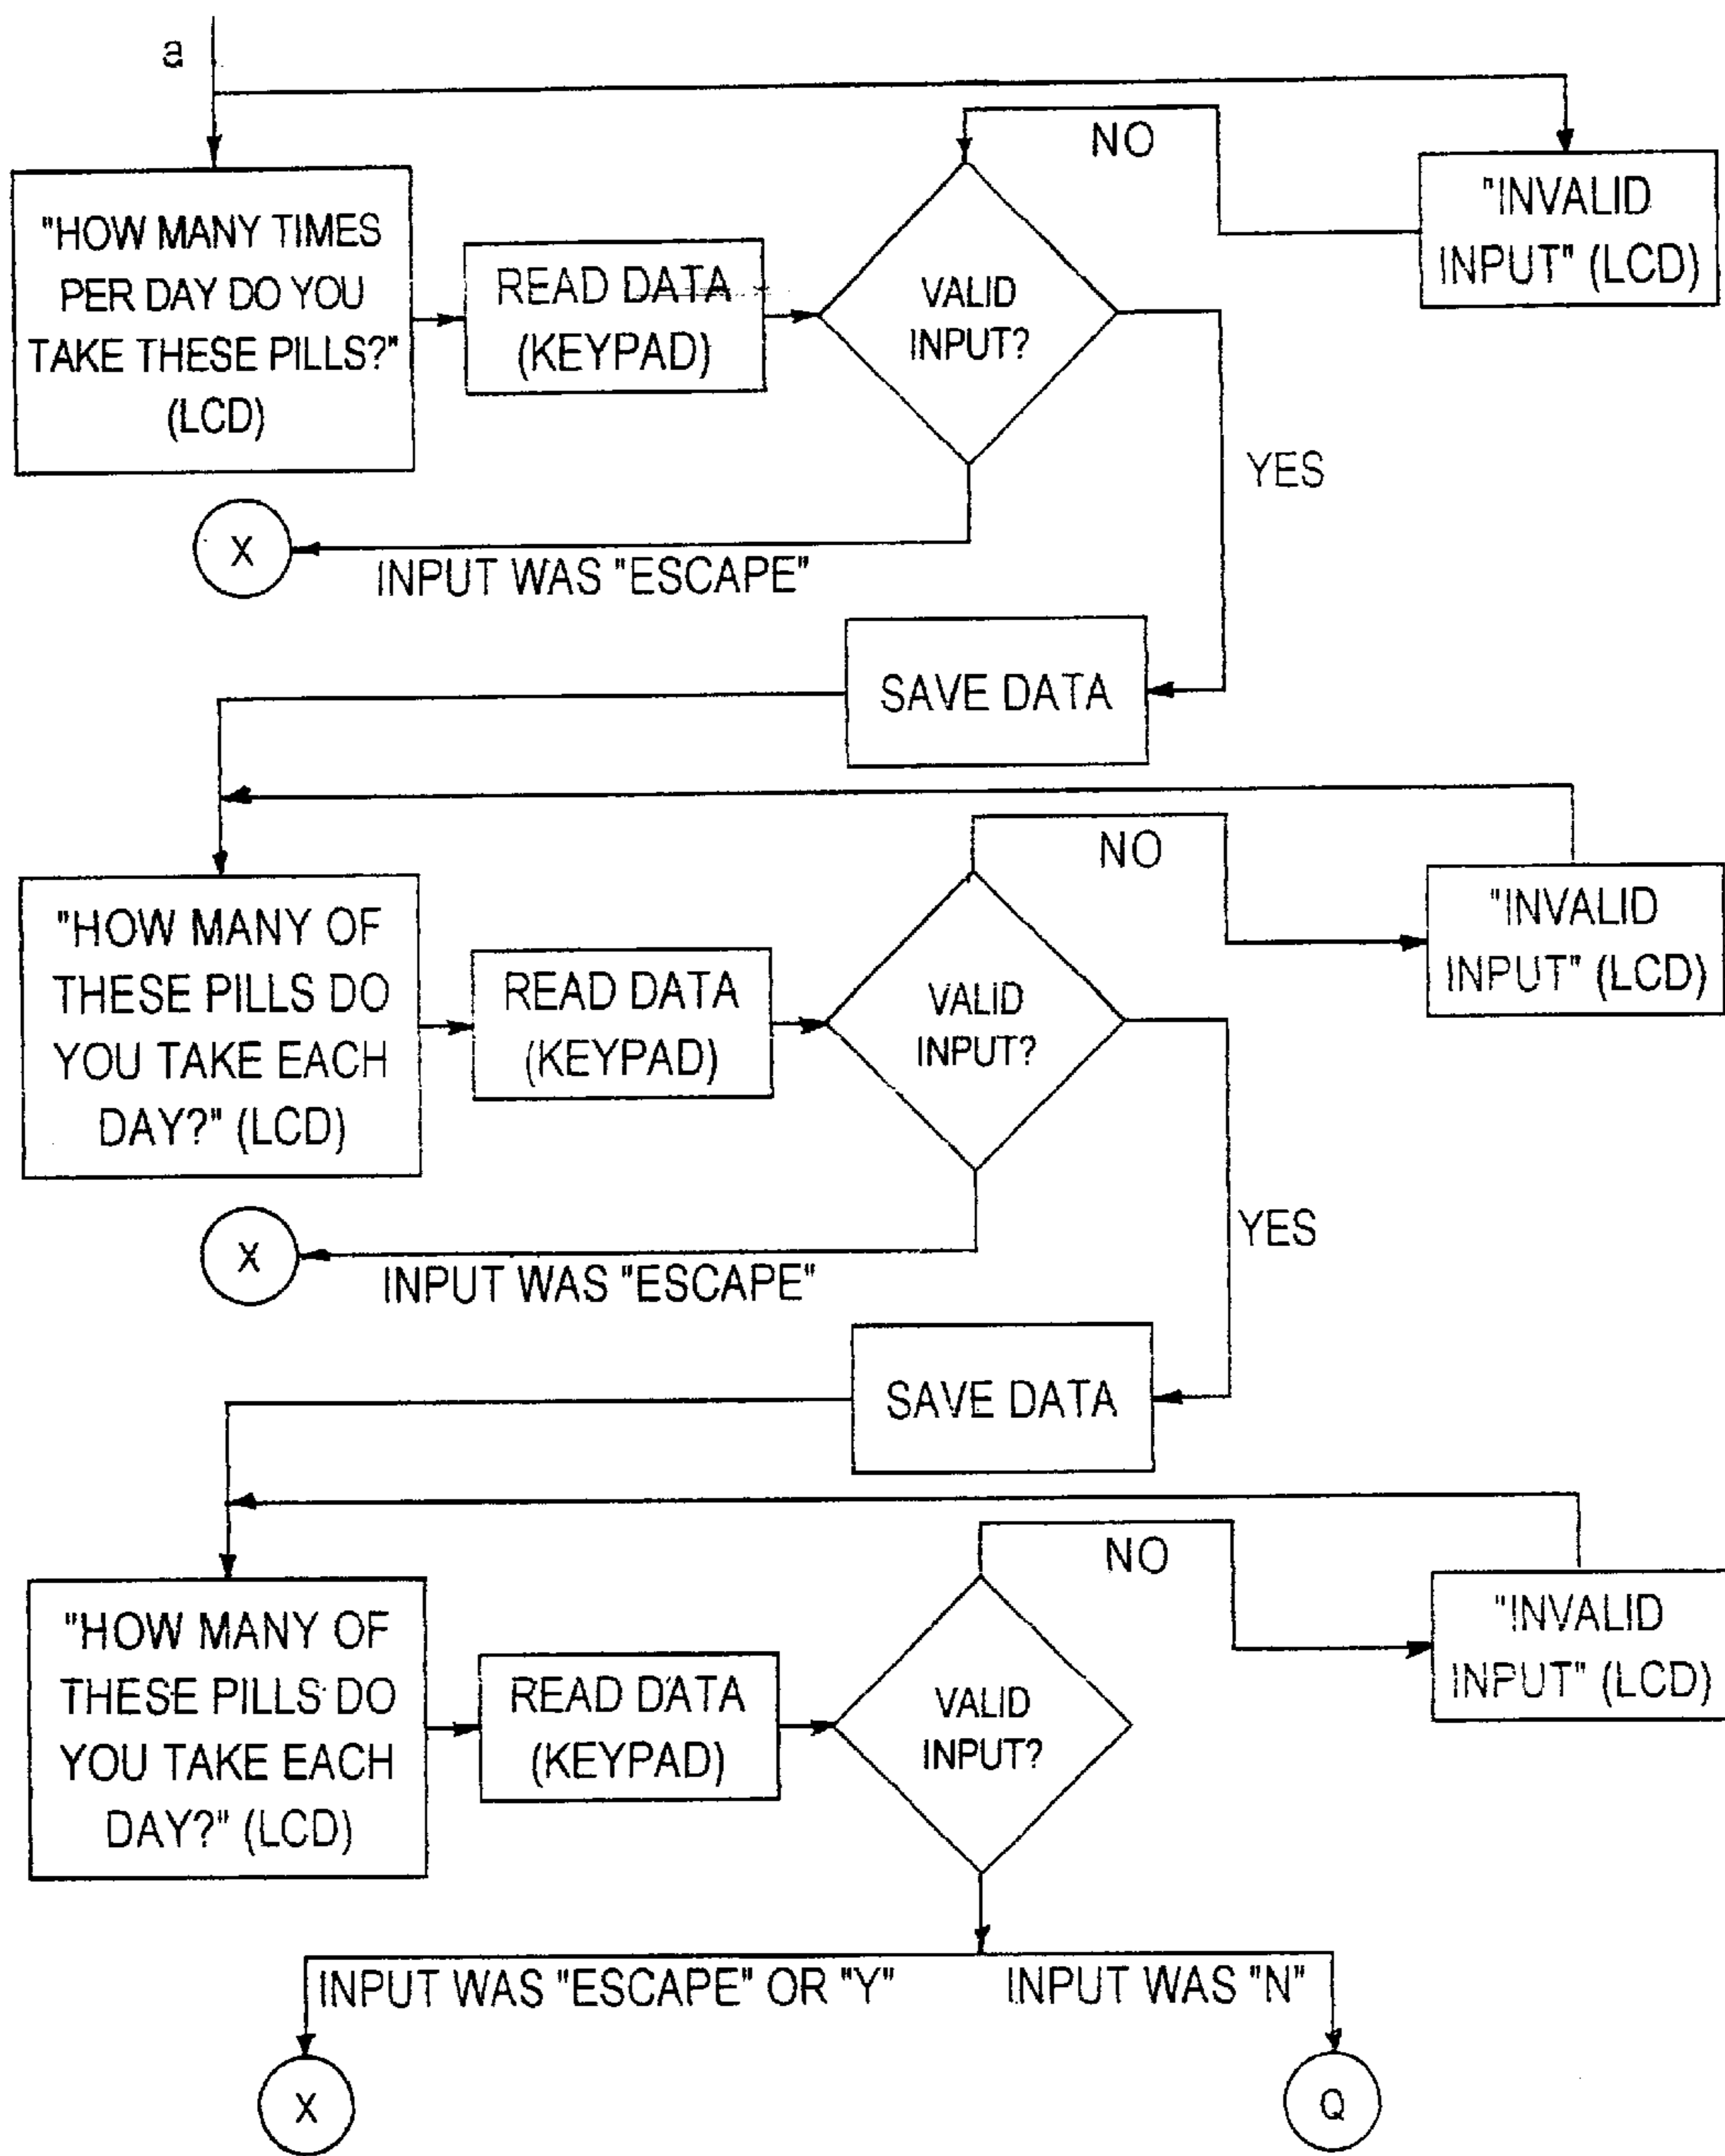 a
NO
"INVALID
INPUT" (LCD)
"HOW MANY TIMES
PER DAY DO YOU
TAKE THESE PILLS?"
(LCD)
READ DATA
(KEYPAD)
VALID
INPUT?
YES
X
INPUT WAS "ESCAPE"
SAVE DATA
NO
"INVALID
INPUT" (LCD)
"HOW MANY OF
THESE PILLS DO
YOU TAKE EACH
DAY?" (LCD)
READ DATA
(KEYPAD)
VALID
INPUT?
YES
X
INPUT WAS "ESCAPE"
SAVE DATA
NO
"INVALID
INPUT" (LCD)
"HOW MANY OF
THESE PILLS DO
YOU TAKE EACH
DAY?" (LCD)
READ DATA
(KEYPAD)
VALID
INPUT?
INPUT WAS "ESCAPE" OR "Y"
INPUT WAS "N"
X
Q